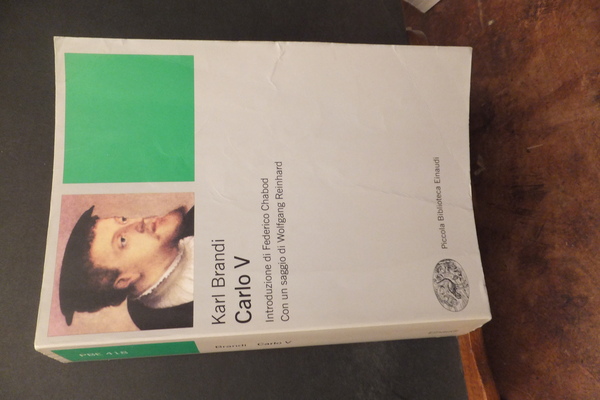 Karl Brandi
Carlo V
Introduzione di Federico Chabod
Con un saggio di Wolfgang Reinhard
Piccola Biblioteca Einaudi
PBE 418
Brandi Carlo V